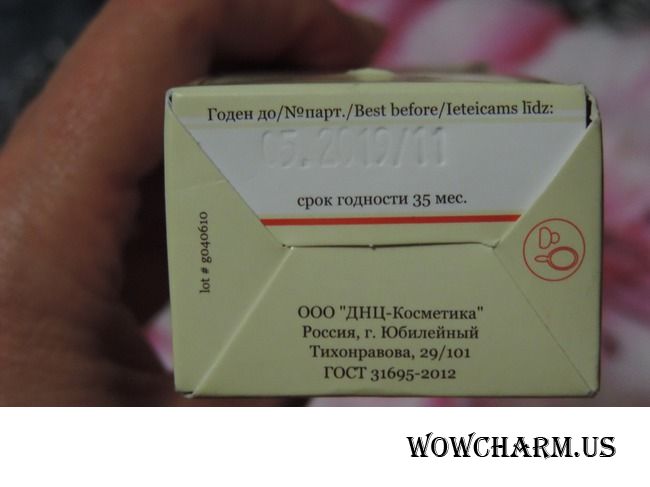 Годен до/№парт./Best before/Ieteicams līdz:
05.2019/11
срок годности 35 мес.
lot # g040610
ООО "ДНЦ-Косметика"
Россия, г. Юбилейный
Тихонравова, 29/101
ГОСТ 31695-2012
WOWCHARM.US